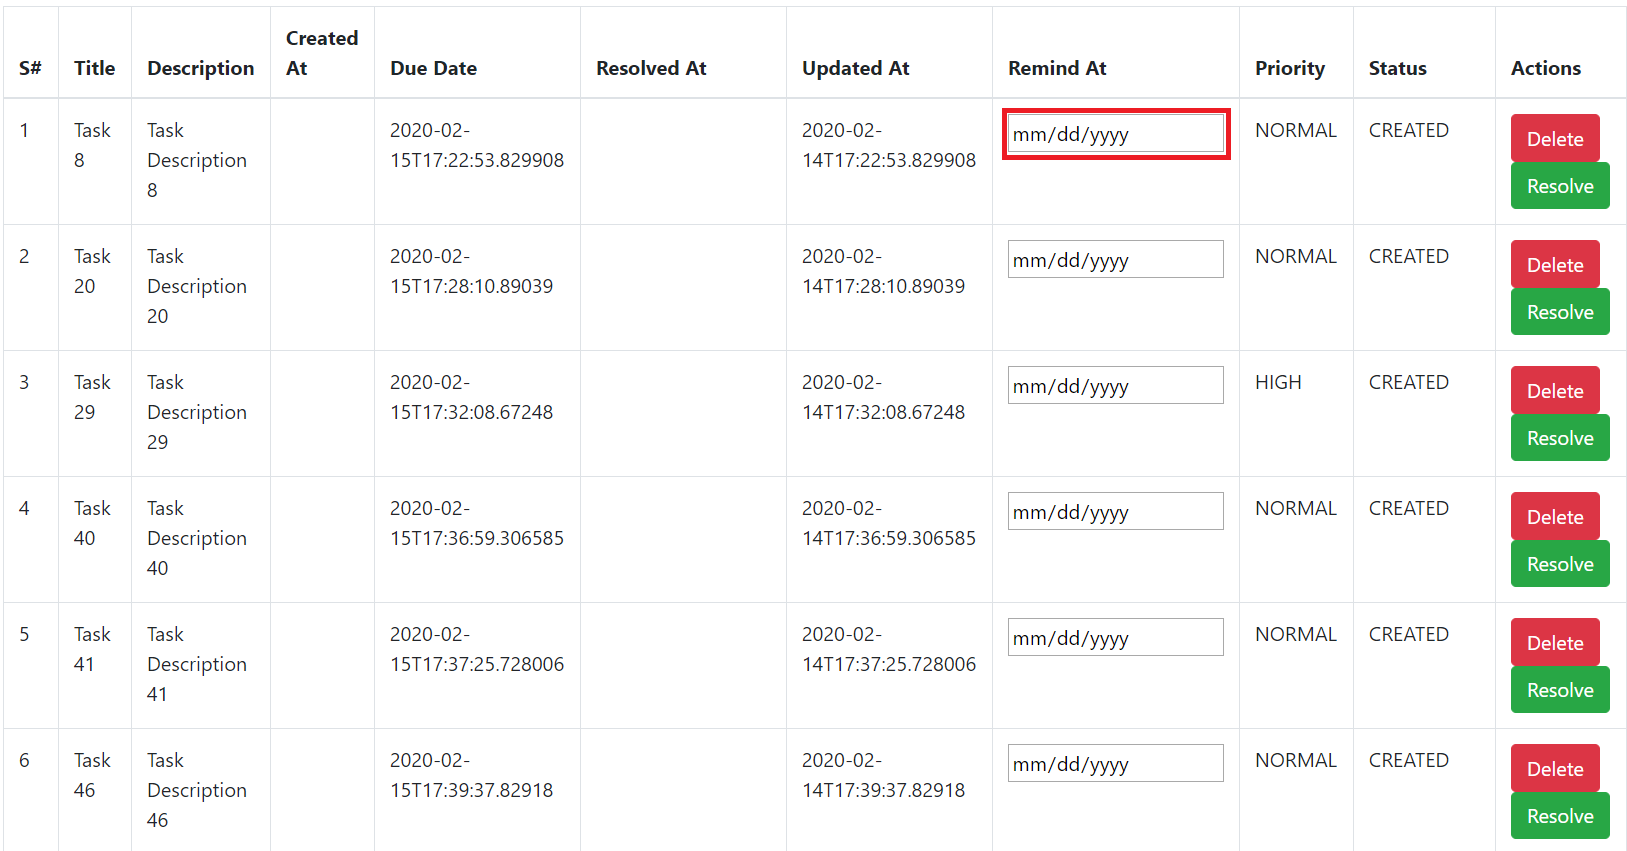 S# Title Description Created At Due Date Resolved At Updated At Remind At Priority Status Actions
1 Task 8 Task Description 8 2020-02-15T17:22:53.829908 2020-02-14T17:22:53.829908 mm/dd/yyyy NORMAL CREATED Delete Resolve
2 Task 20 Task Description 20 2020-02-15T17:28:10.89039 2020-02-14T17:28:10.89039 mm/dd/yyyy NORMAL CREATED Delete Resolve
3 Task 29 Task Description 29 2020-02-15T17:32:08.67248 2020-02-14T17:32:08.67248 mm/dd/yyyy HIGH CREATED Delete Resolve
4 Task 40 Task Description 40 2020-02-15T17:36:59.306585 2020-02-14T17:36:59.306585 mm/dd/yyyy NORMAL CREATED Delete Resolve
5 Task 41 Task Description 41 2020-02-15T17:37:25.728006 2020-02-14T17:37:25.728006 mm/dd/yyyy NORMAL CREATED Delete Resolve
6 Task 46 Task Description 46 2020-02-15T17:39:37.82918 2020-02-14T17:39:37.82918 mm/dd/yyyy NORMAL CREATED Delete Resolve